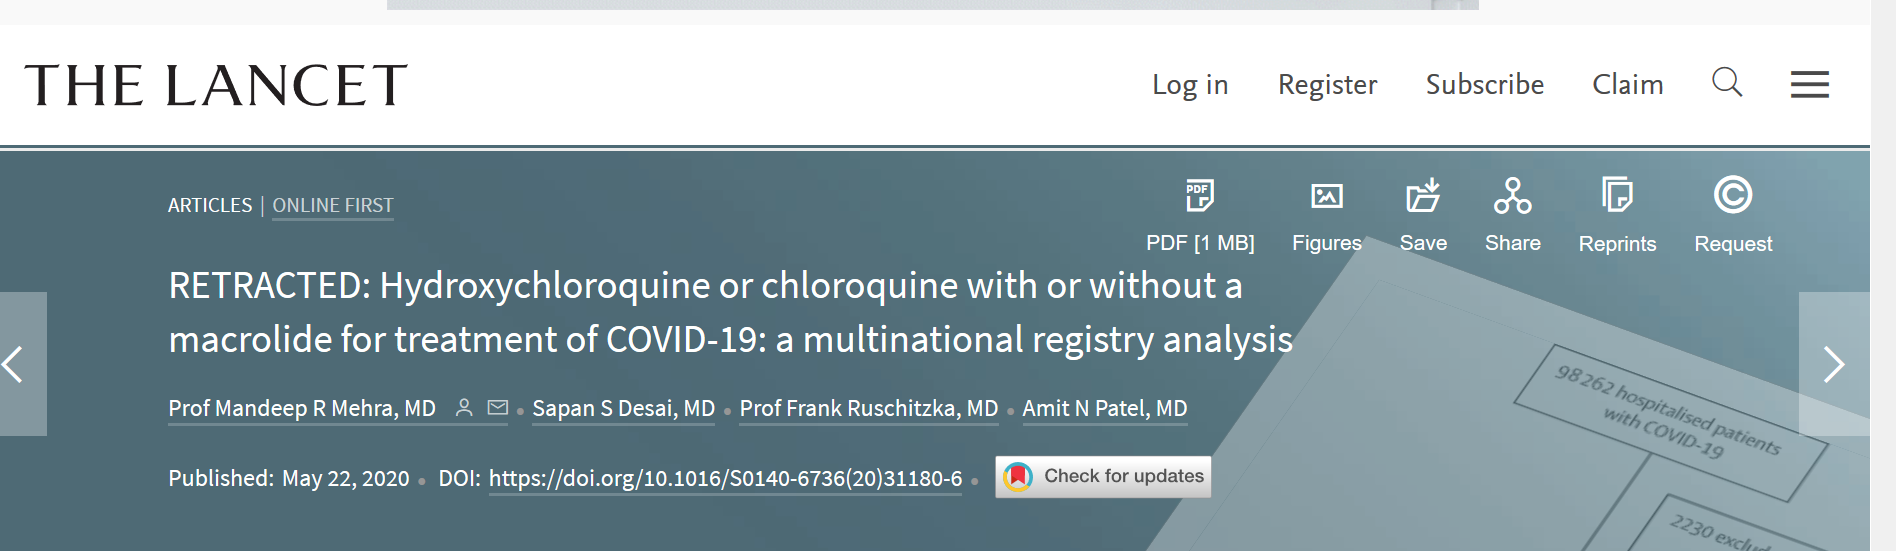 THE LANCET
Log in Register Subscribe Claim
ARTICLES | ONLINE FIRST
PDF
PDF [1 MB] Figures Save Share Reprints Request
RETRACTED: Hydroxychloroquine or chloroquine with or without a
macrolide for treatment of COVID-19: a multinational registry analysis
Prof Mandeep R Mehra, MD • Sapan S Desai, MD • Prof Frank Ruschitzka, MD • Amit N Patel, MD
Published: May 22, 2020 • DOI: https://doi.org/10.1016/S0140-6736(20)31180-6 •
Check for updates
98 262 hospitalised patients
with COVID-19
2230